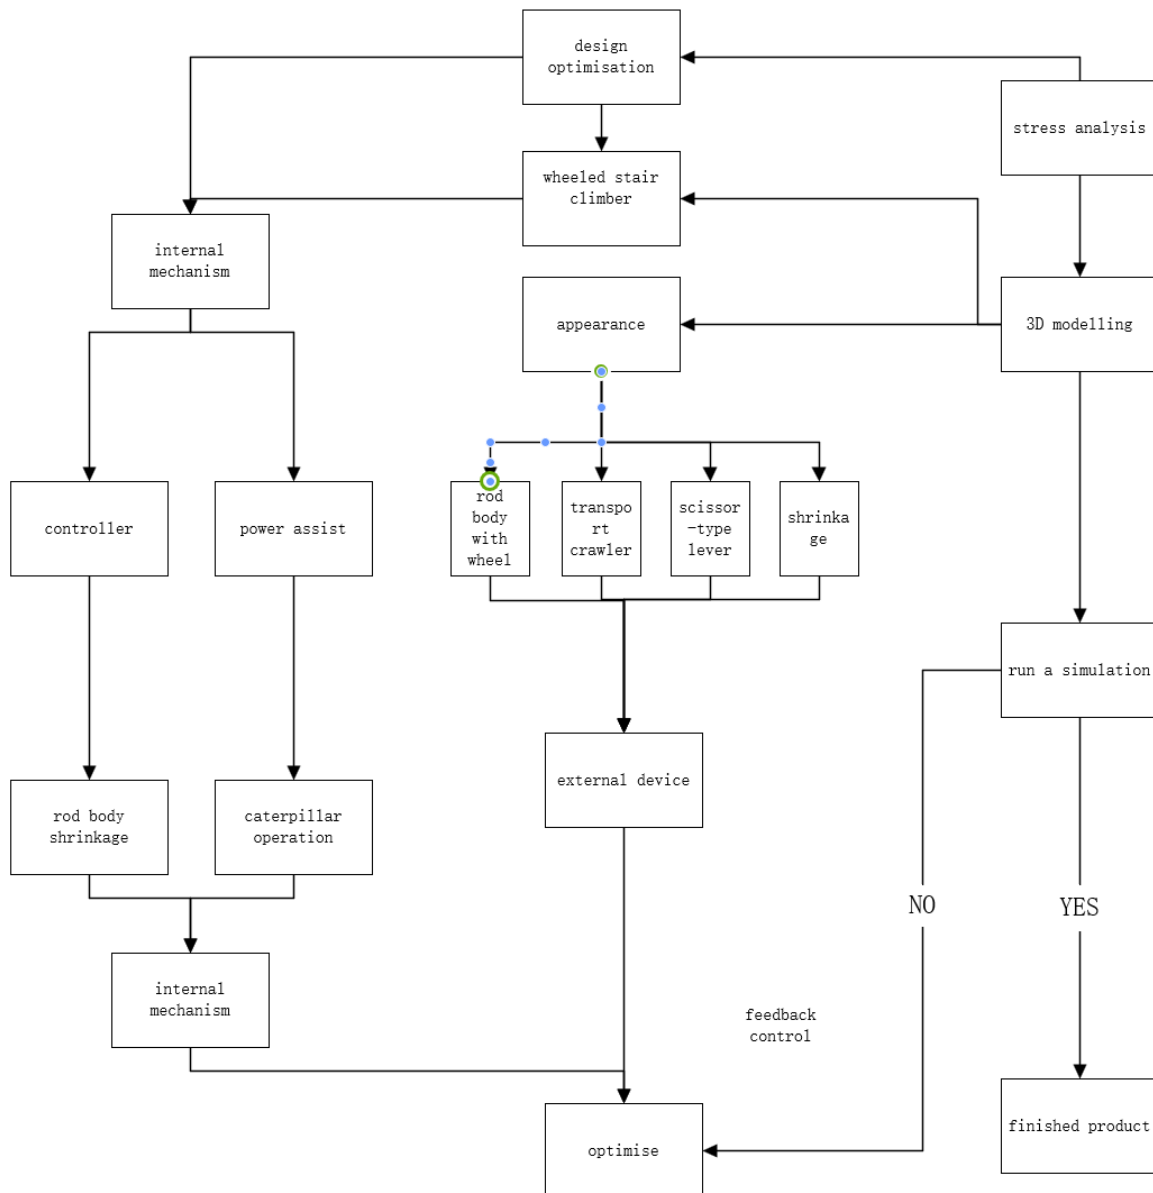 design
optimisation
stress analysis
wheeled stair
climber
internal
mechanism
appearance
3D modelling
controller
power assist
rod
body
with
wheel
transpo
rt
crawler
scissor
-type
lever
shrinka
ge
run a simulation
external device
rod body
shrinkage
caterpillar
operation
NO
YES
internal
mechanism
feedback
control
optimise
finished product